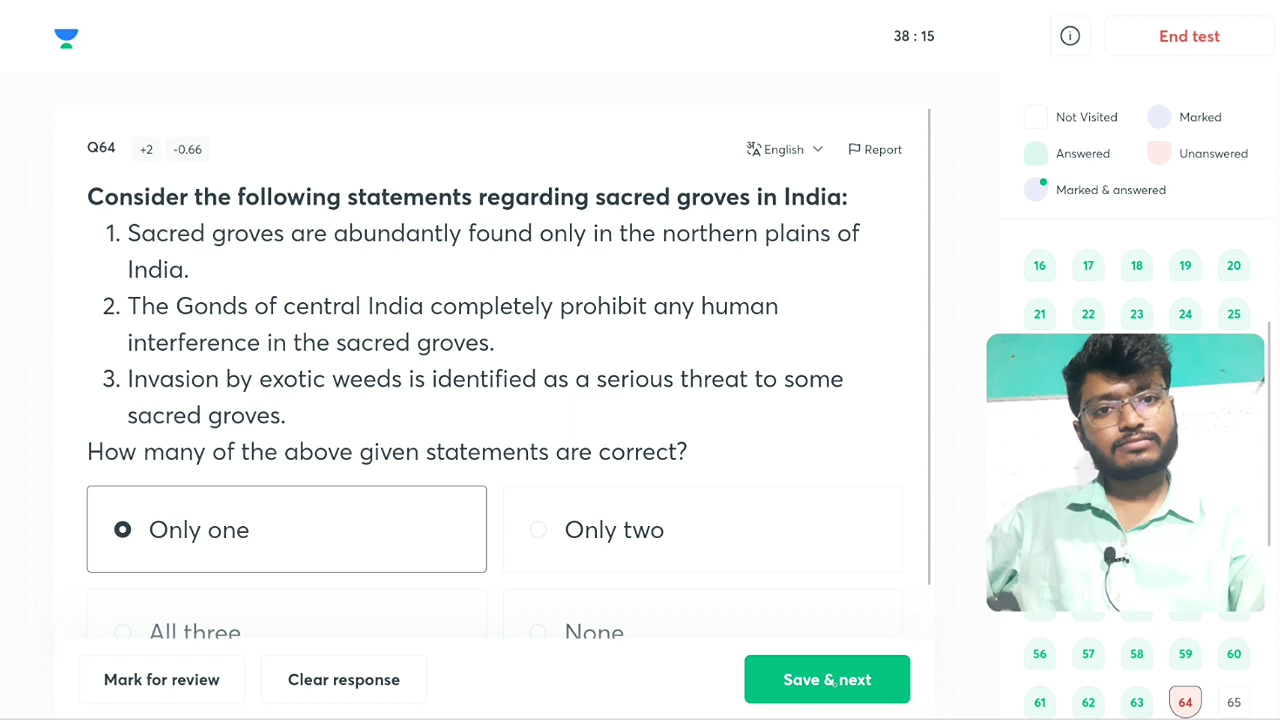 38 : 15
End test
Not Visited
Marked
Answered
Unanswered
Marked & answered
Q64
+2
-0.66
English
Report
Consider the following statements regarding sacred groves in India:
1. Sacred groves are abundantly found only in the northern plains of
India.
2. The Gonds of central India completely prohibit any human
interference in the sacred groves.
3. Invasion by exotic weeds is identified as a serious threat to some
sacred groves.
How many of the above given statements are correct?
Only one
Only two
All three
None
Mark for review
Clear response
Save & next
16 17 18 19 20
21 22 23 24 25
56 57 58 59 60
61 62 63 64 65